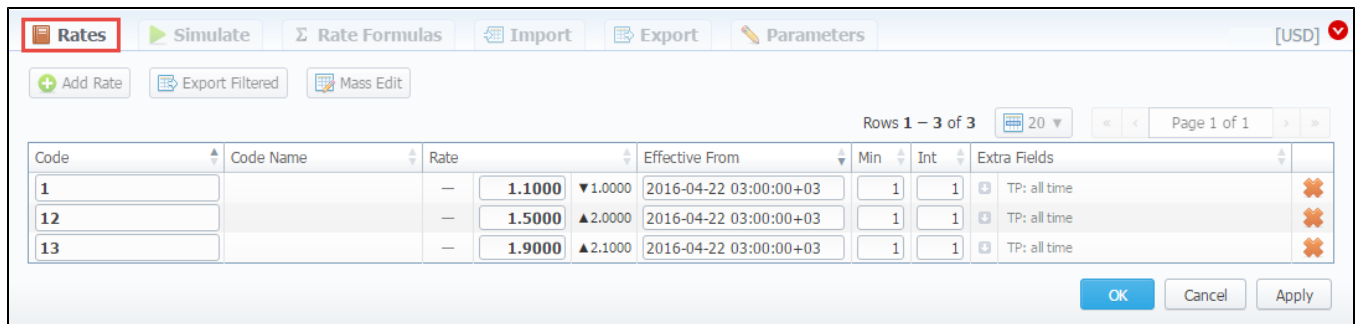 Rates Simulate Σ Rate Formulas Import Export Parameters [USD]
Add Rate Export Filtered Mass Edit
Rows 1 – 3 of 3 20 ▼ « < Page 1 of 1 > »
Code Code Name Rate Effective From Min Int Extra Fields
1 — 1.1000 ▼1.0000 2016-04-22 03:00:00+03 1 1 TP: all time
12 — 1.5000 ▲2.0000 2016-04-22 03:00:00+03 1 1 TP: all time
13 — 1.9000 ▲2.1000 2016-04-22 03:00:00+03 1 1 TP: all time
OK Cancel Apply